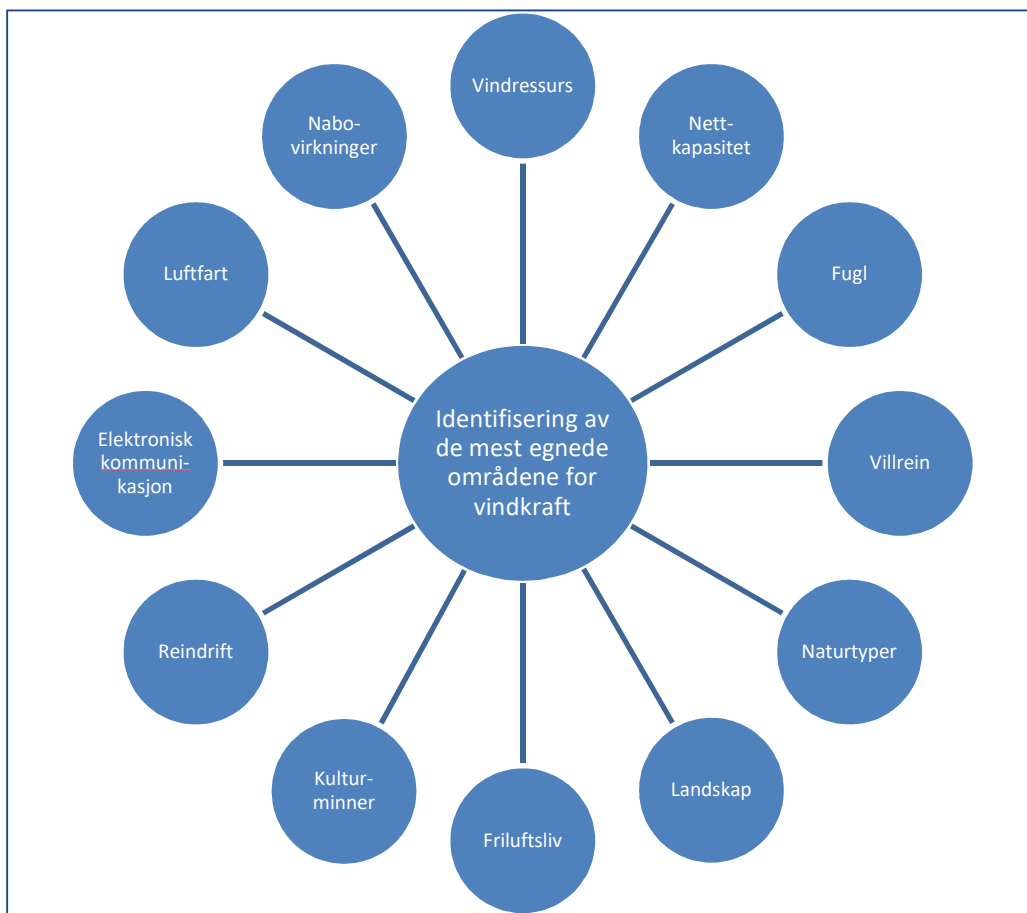 Vindressurs
Nett-
kapasitet
Fugl
Villrein
Naturtyper
Landskap
Friluftsliv
Kultur-
minner
Reindrift
Elektronisk
kommuni-
kasjon
Luftfart
Nabo-
virkninger
Identifisering av
de mest egnede
områdene for
vindkraft